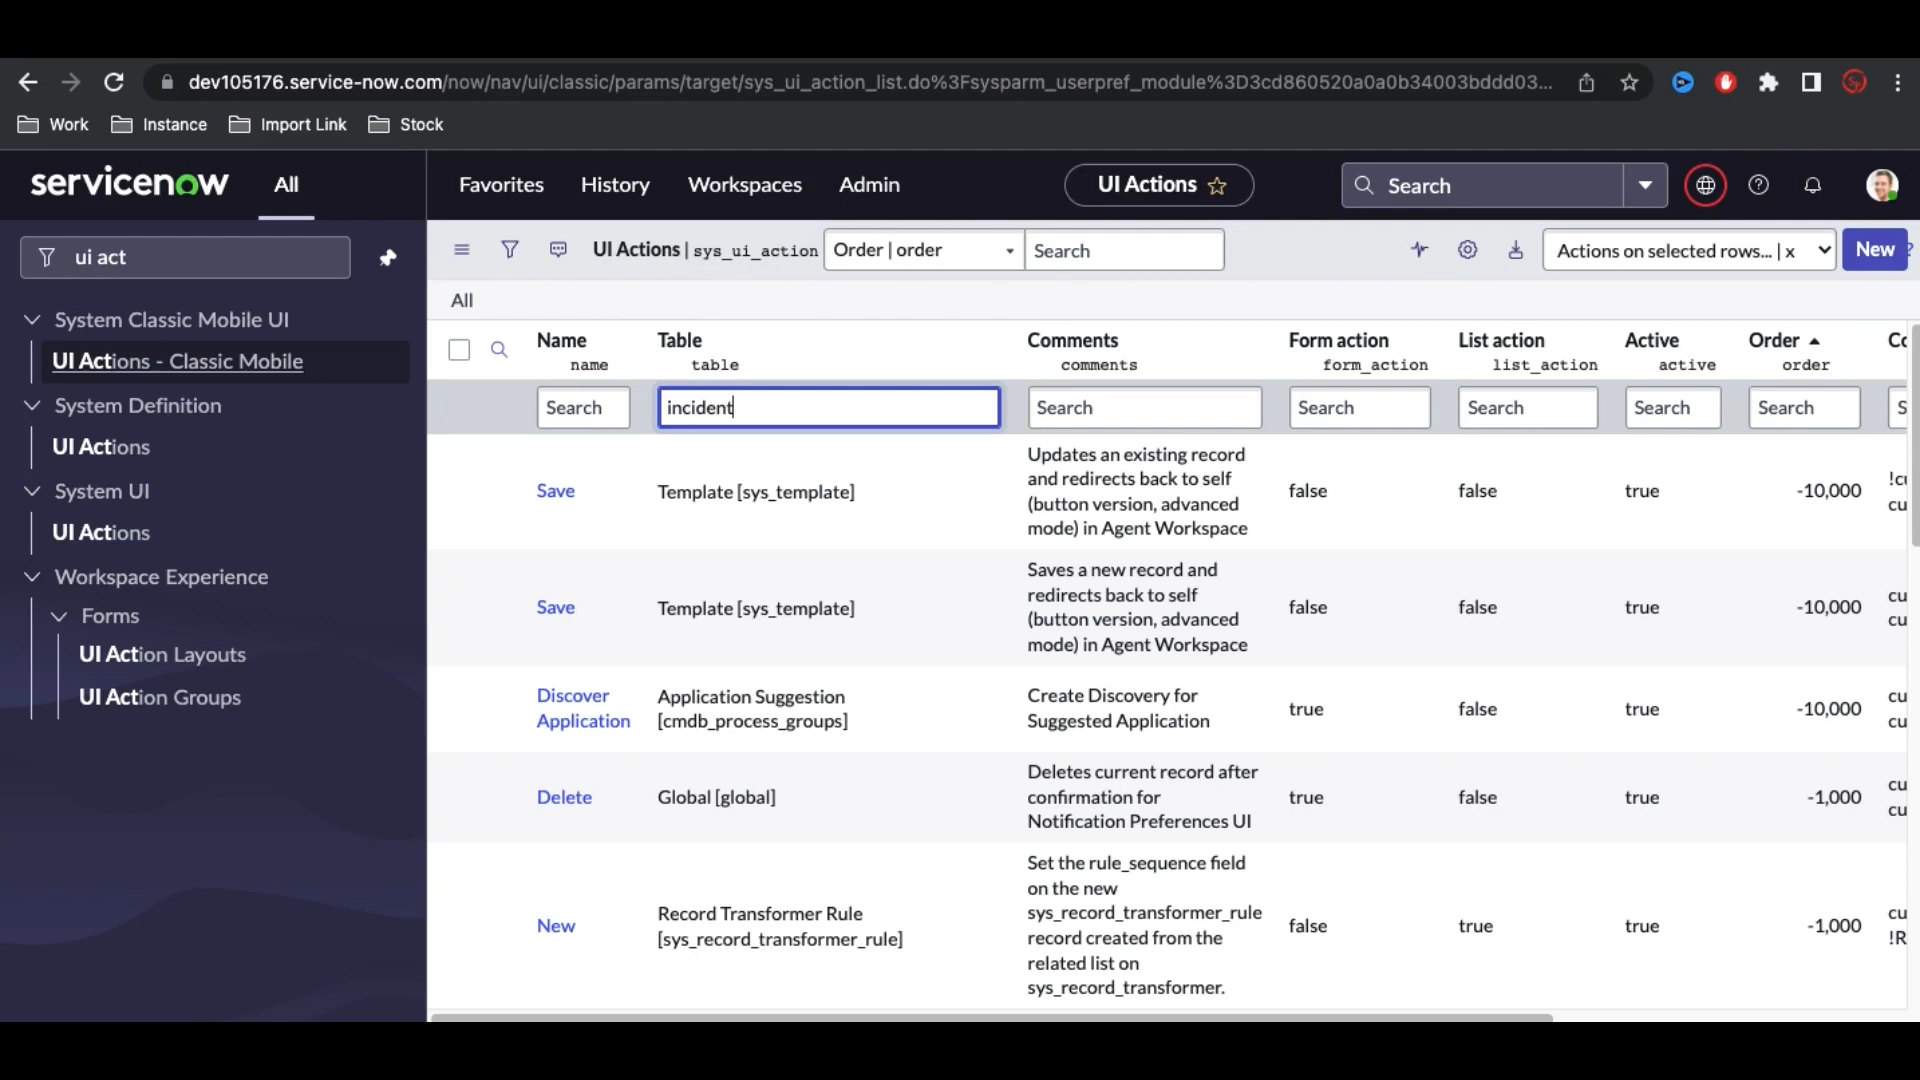 dev105176.service-now.com/now/nav/ui/classic/params/target/sys_ui_action_list.do%3Fsysparm_userpref_module%3D3cd860520a0a0b34003bddd03...
Work Instance Import Link Stock
servicenow All Favorites History Workspaces Admin UI Actions Search
ui act
System Classic Mobile UI
UI Actions - Classic Mobile
System Definition
UI Actions
System UI
UI Actions
Workspace Experience
Forms
UI Action Layouts
UI Action Groups
UI Actions | sys_ui_action Order | order Search Actions on selected rows... | x New
All
Name Table Comments Form action List action Active Order
name table comments form_action list_action active order
Search incident Search Search Search Search Search
Updates an existing record
and redirects back to self
Save Template [sys_template] false false true -10,000
(button version, advanced
mode) in Agent Workspace
Saves a new record and
redirects back to self
Save Template [sys_template] false false true -10,000
(button version, advanced
mode) in Agent Workspace
Discover Application Suggestion Create Discovery for
Application [cmdb_process_groups] Suggested Application true false true -10,000
Deletes current record after
Delete Global [global] confirmation for true false true -1,000
Notification Preferences UI
Set the rule_sequence field
on the new
Record Transformer Rule sys_record_transformer_rule
New [sys_record_transformer_rule] record created from the false true true -1,000
related list on
sys_record_transformer.